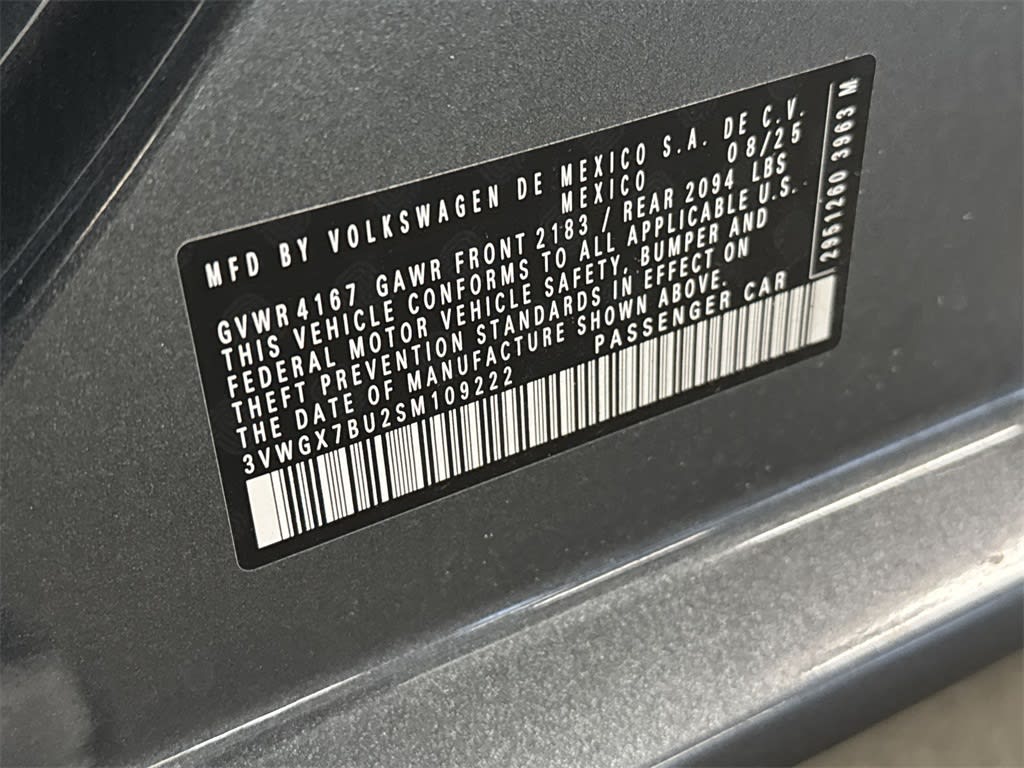 MFD BY VOLKSWAGEN DE MEXICO S.A. DE C.V.
MEXICO 08/25
GVWR 4167 GAWR FRONT 2183 / REAR 2094 LBS
THIS VEHICLE CONFORMS TO ALL APPLICABLE U.S.
FEDERAL MOTOR VEHICLE SAFETY, BUMPER AND
THEFT PREVENTION STANDARDS IN EFFECT ON
THE DATE OF MANUFACTURE SHOWN ABOVE.
3VWGX7BU2SM109222 PASSENGER CAR
2951260 3963 M